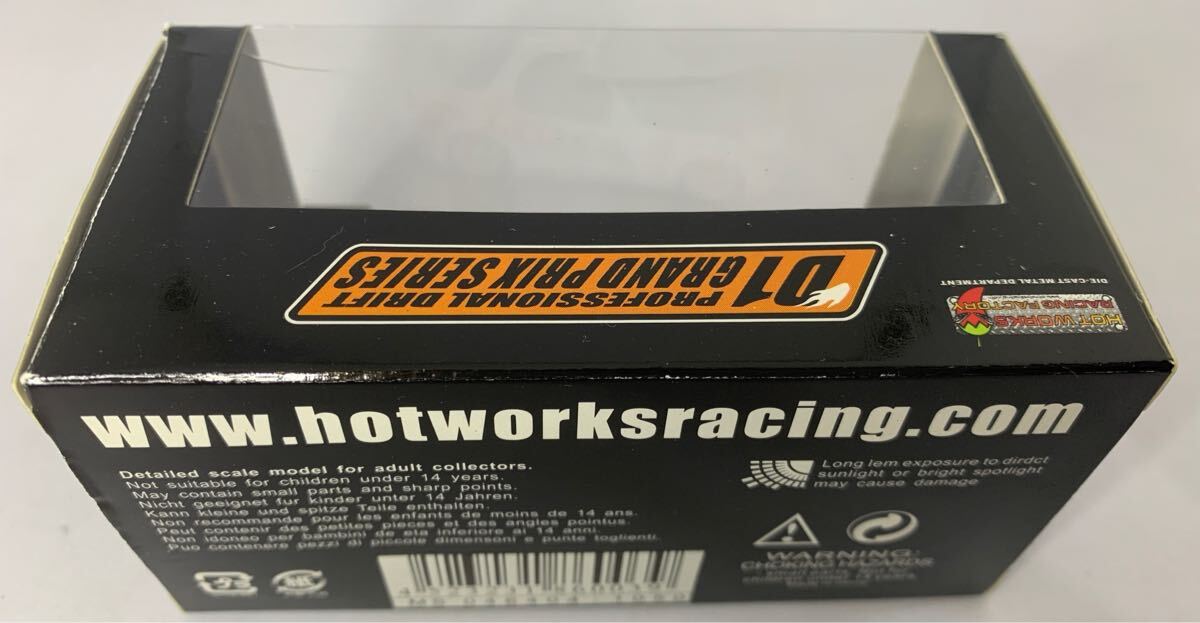 D1
PROFESSIONAL DRIFT
GRAND PRIX SERIES
HOT WORKS
RACING FACTORY
DIE-CAST METAL DEPARTMENT
www.hotworksracing.com
Detailed scale model for adult collectors.
Not suitable for children under 14 years.
May contain small parts and sharp points.
Nicht geeignet fur kinder unter 14 Jahren.
Kann kleine und spitze Teile enthalten.
Non recommande pour les enfants de moins de 14 ans.
Peut contenir des petites pieces et des angles pointus.
Non idoneo per bambini de eta inferiore ai 14 anni.
Puo contenere pezzi di piccole dimensioni e punte toglienti.
Long lem exposure to dirdct
sunlight or bright spotlight
may cause damage
WARNING:
CHOKING HAZARDS
プラ
紙